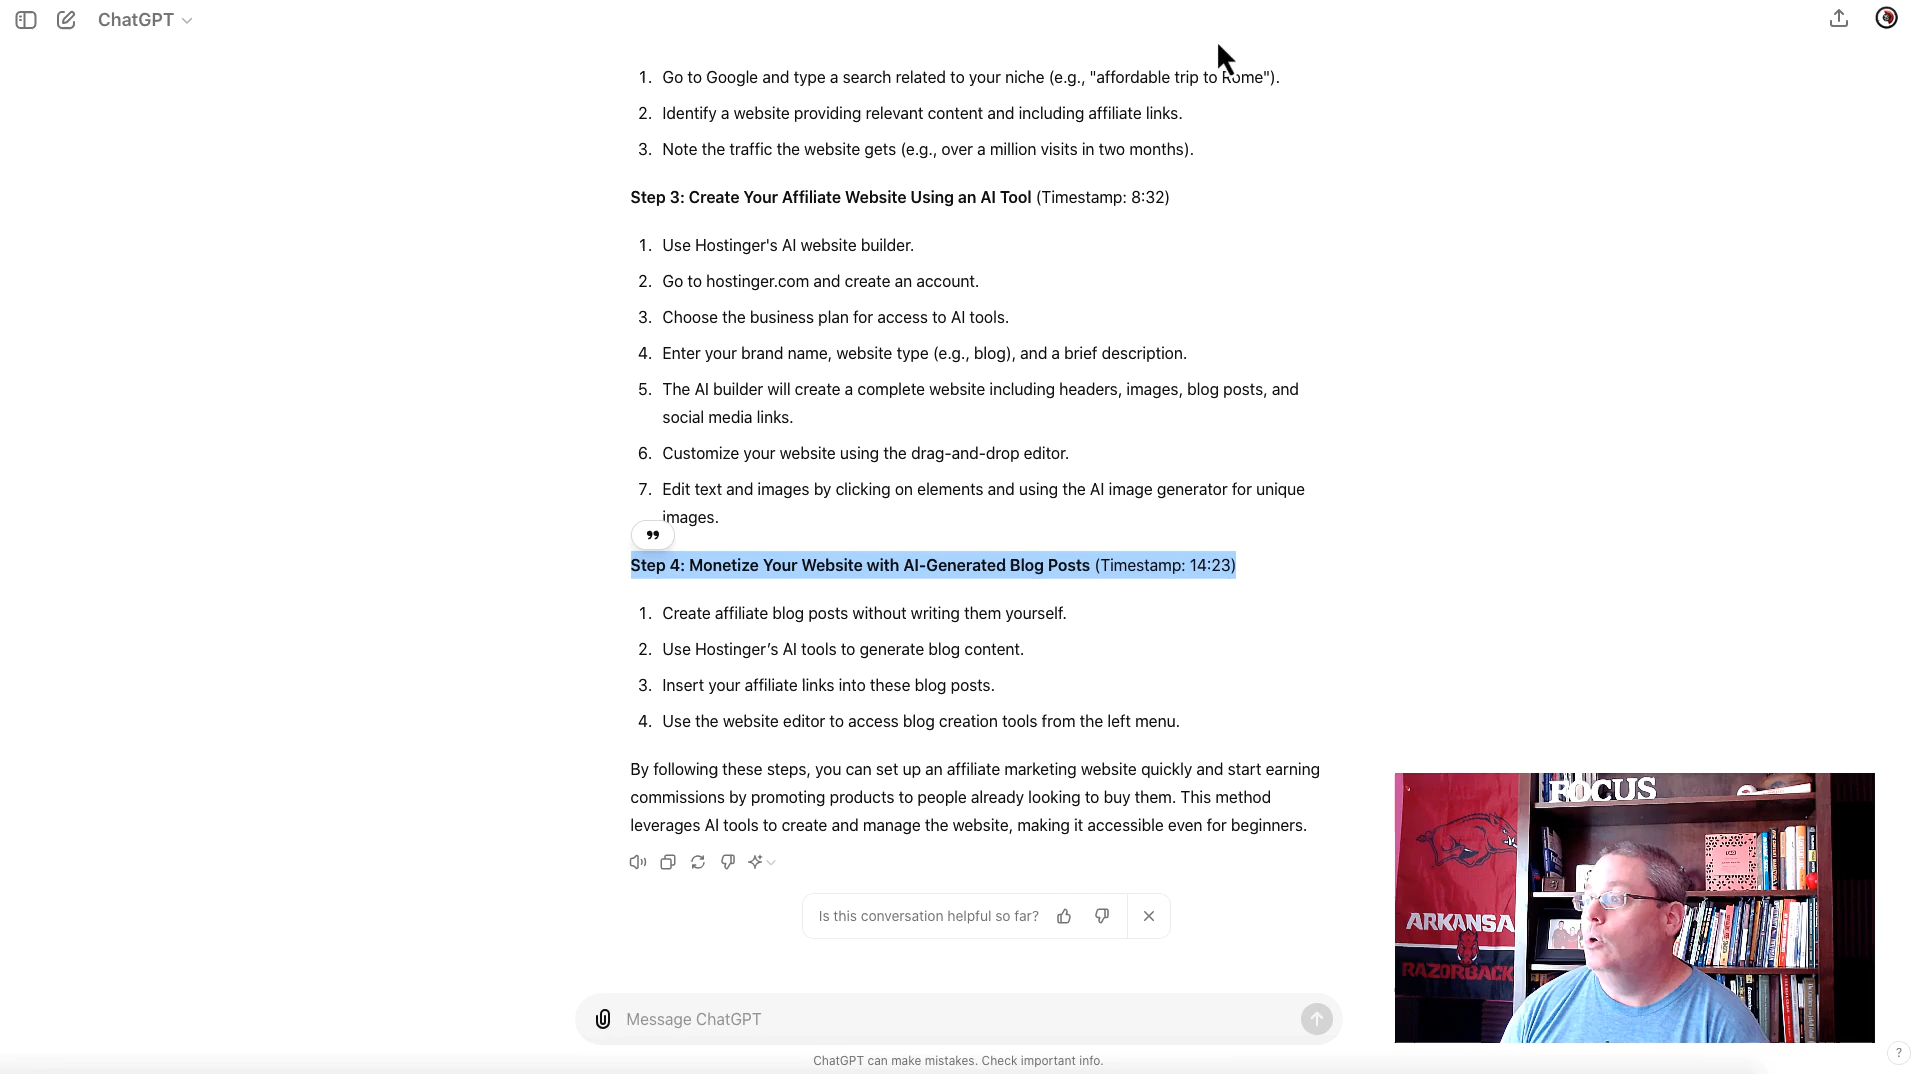 ChatGPT
1. Go to Google and type a search related to your niche (e.g., "affordable trip to Rome").
2. Identify a website providing relevant content and including affiliate links.
3. Note the traffic the website gets (e.g., over a million visits in two months).
Step 3: Create Your Affiliate Website Using an AI Tool (Timestamp: 8:32)
1. Use Hostinger's AI website builder.
2. Go to hostinger.com and create an account.
3. Choose the business plan for access to AI tools.
4. Enter your brand name, website type (e.g., blog), and a brief description.
5. The AI builder will create a complete website including headers, images, blog posts, and
social media links.
6. Customize your website using the drag-and-drop editor.
7. Edit text and images by clicking on elements and using the AI image generator for unique
images.
Step 4: Monetize Your Website with AI-Generated Blog Posts (Timestamp: 14:23)
1. Create affiliate blog posts without writing them yourself.
2. Use Hostinger’s AI tools to generate blog content.
3. Insert your affiliate links into these blog posts.
4. Use the website editor to access blog creation tools from the left menu.
By following these steps, you can set up an affiliate marketing website quickly and start earning
commissions by promoting products to people already looking to buy them. This method
leverages AI tools to create and manage the website, making it accessible even for beginners.
Is this conversation helpful so far?
Message ChatGPT
ChatGPT can make mistakes. Check important info.
?
FOCUS
ARKANSA
RAZORBACK